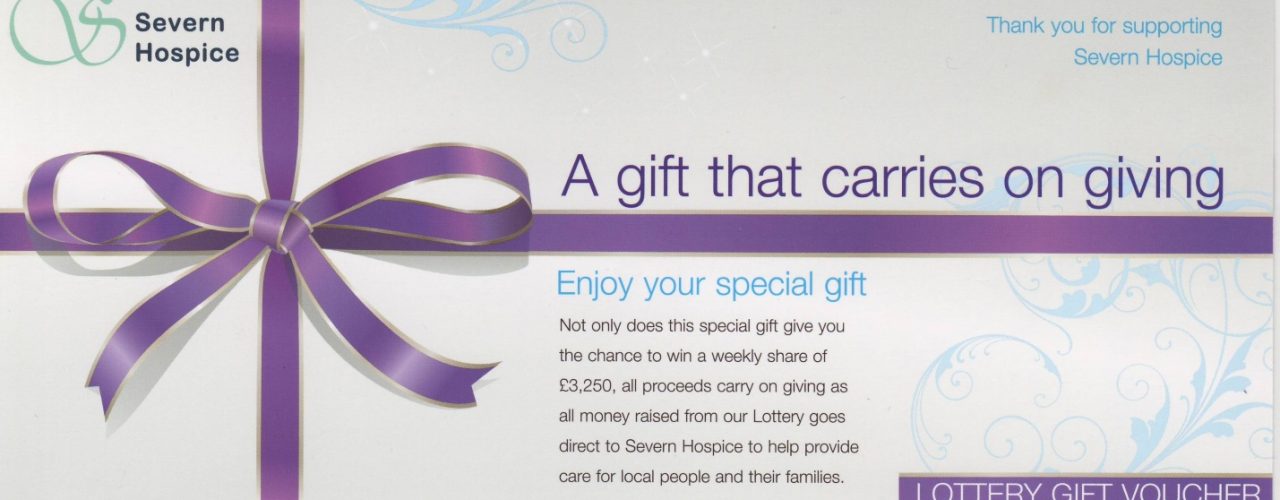 Severn
Hospice
Thank you for supporting
Severn Hospice
A gift that carries on giving
Enjoy your special gift
Not only does this special gift give you
the chance to win a weekly share of
£3,250, all proceeds carry on giving as
all money raised from our Lottery goes
direct to Severn Hospice to help provide
care for local people and their families.
LOTTERY GIFT VOUCHER